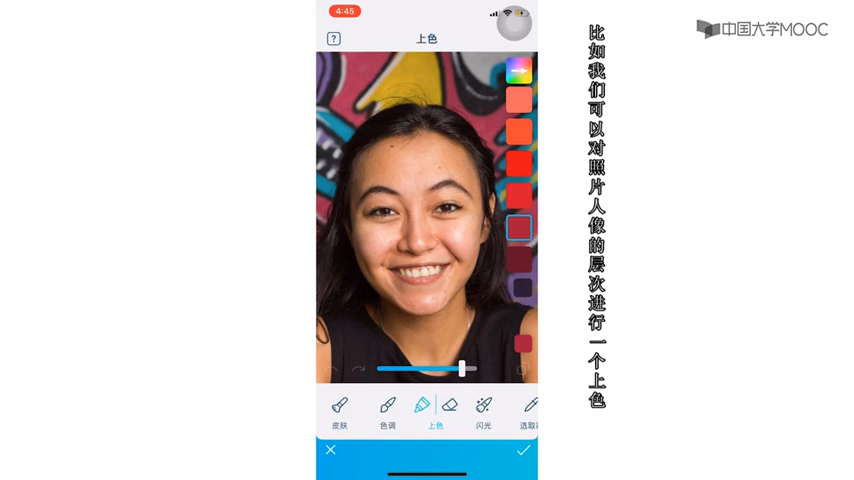 4:45
上色
?
皮肤
色调
上色
闪光
选取
比如我们可以对照片人像的层次进行一个上色
中国大学MOOC